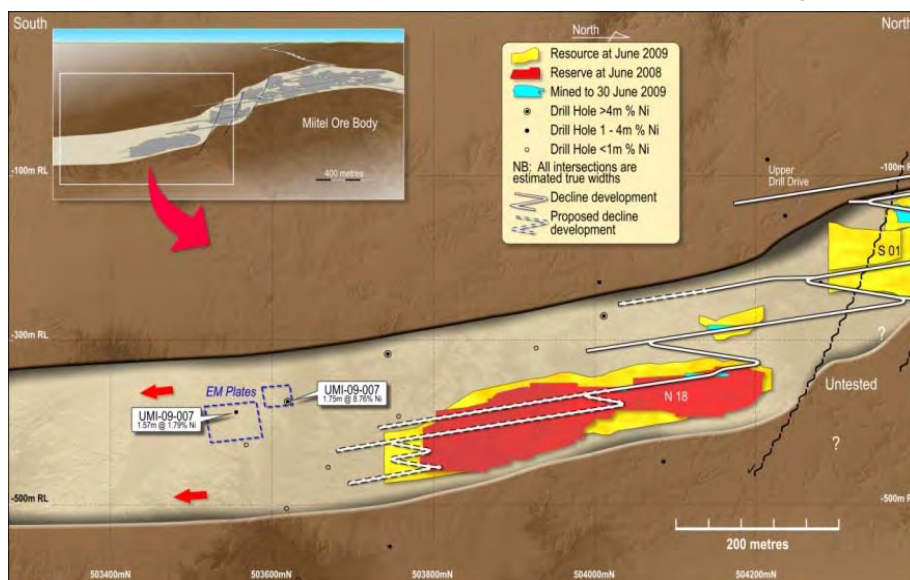 South
North
North
Miitel Ore Body
400 metres
Resource at June 2009
Reserve at June 2008
Mined to 30 June 2009
Drill Hole >4m % Ni
Drill Hole 1 - 4m % Ni
Drill Hole <1m % Ni
NB: All intersections are
estimated true widths
Decline development
Proposed decline
development
-100m RL
-100m RL
Upper
Drill Drive
S 01
-300m RL
-300m RL
?
EM Plates
UMI-09-007
1.75m @ 8.76% Ni
UMI-09-007
1.57m @ 1.79% Ni
N 18
Untested
?
-500m RL
-500m RL
200 metres
503400mN
503600mN
503800mN
504000mN
504200mN